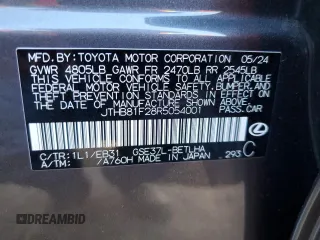 MFD. BY: TOYOTA MOTOR CORPORATION 05/24
GVWR 4805LB GAWR FR 2470LB RR 2545LB
THIS VEHICLE CONFORMS TO ALL APPLICABLE
FEDERAL MOTOR VEHICLE SAFETY, BUMPER, AND
THEFT PREVENTION STANDARDS IN EFFECT ON
THE DATE OF MANUFACTURE SHOWN ABOVE.
JTHB81F28R5054001 PASS.CAR
C/TR:1L1/EB31 GSE37L-BETLHA
A/TM: /A760H MADE IN JAPAN 293 C
LEXUS
AutoBidMaster